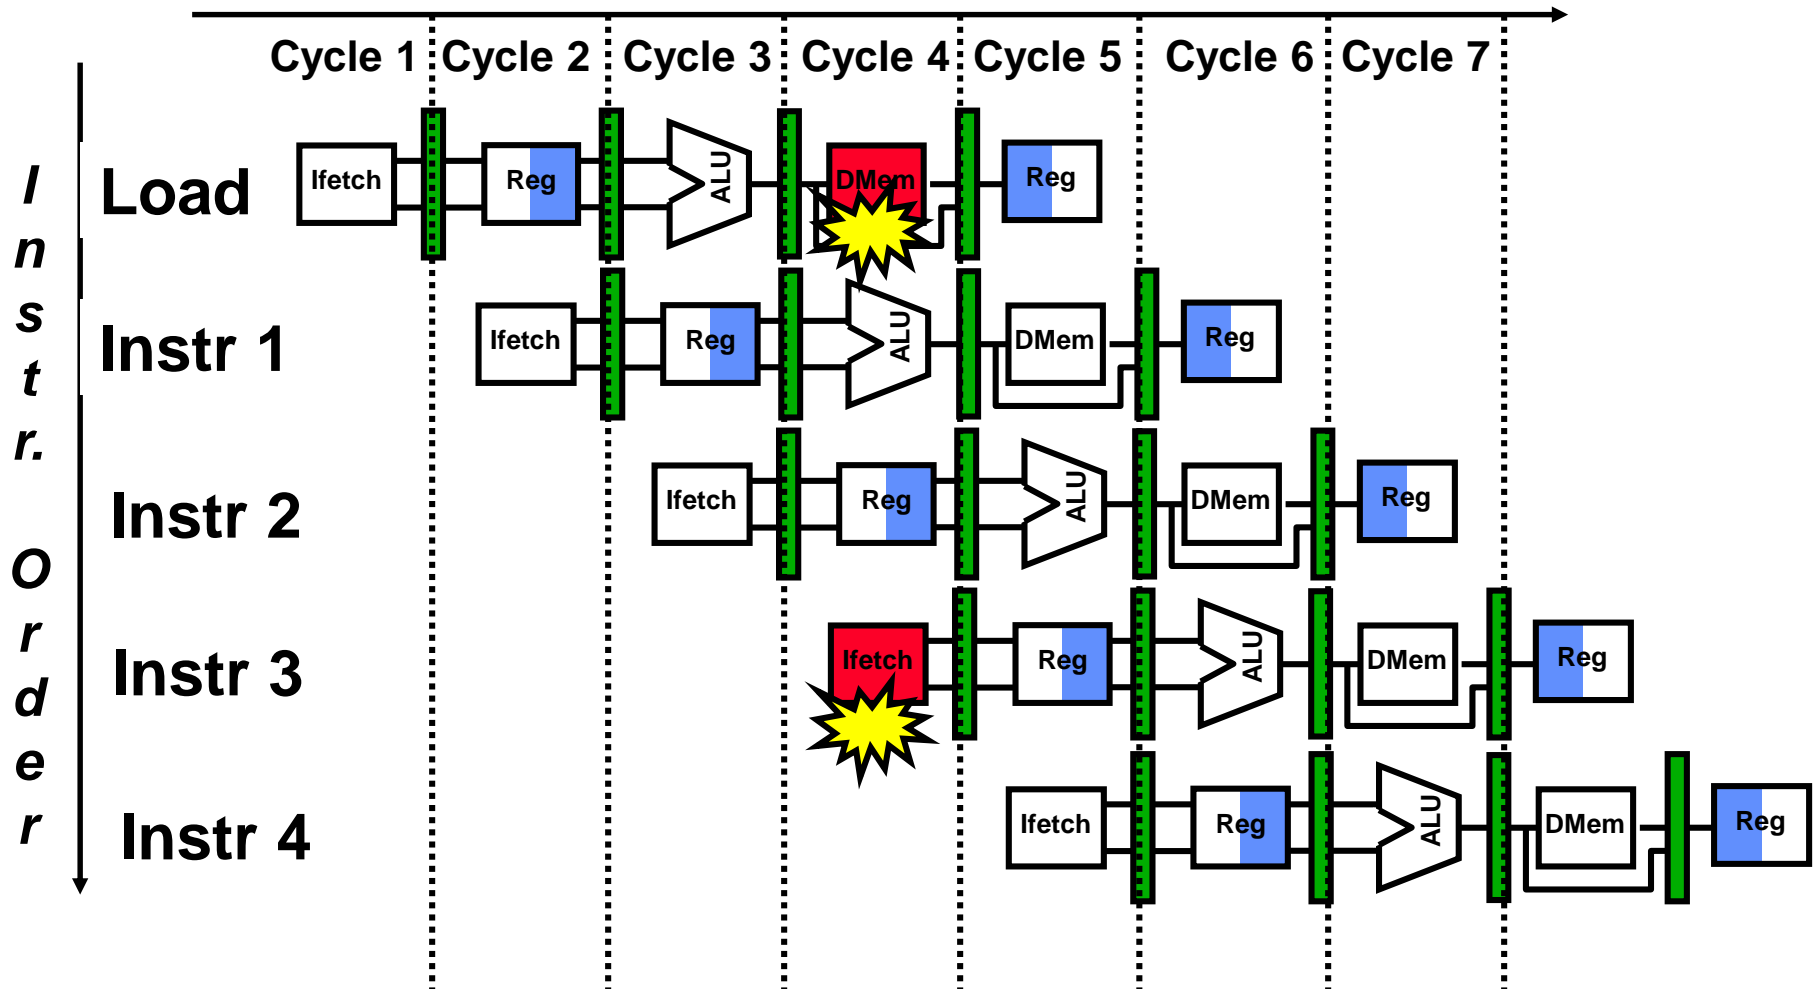 Cycle 1 Cycle 2 Cycle 3 Cycle 4 Cycle 5 Cycle 6 Cycle 7
Instr. Order
Load Ifetch Reg ALU DMem Reg
Instr 1 Ifetch Reg ALU DMem Reg
Instr 2 Ifetch Reg ALU DMem Reg
Instr 3 Ifetch Reg ALU DMem Reg
Instr 4 Ifetch Reg ALU DMem Reg